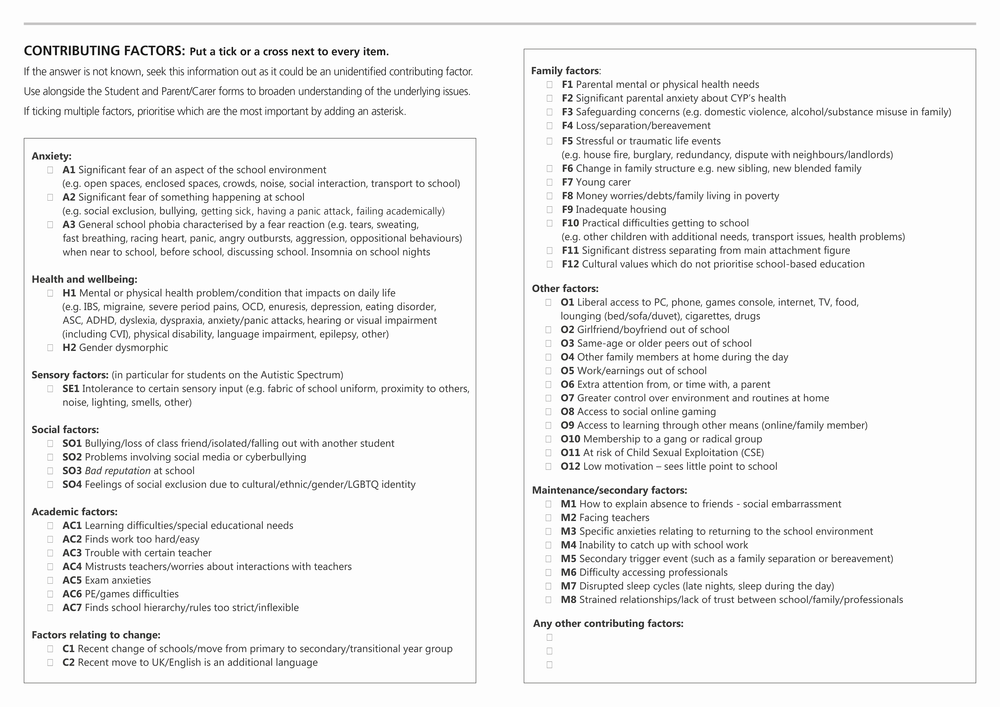 CONTRIBUTING FACTORS: Put a tick or a cross next to every item.
If the answer is not known, seek this information out as it could be an unidentified contributing factor.
Use alongside the Student and Parent/Carer forms to broaden understanding of the underlying issues.
If ticking multiple factors, prioritise which are the most important by adding an asterisk.
Anxiety:
A1 Significant fear of an aspect of the school environment
(e.g. open spaces, enclosed spaces, crowds, noise, social interaction, transport to school)
A2 Significant fear of something happening at school
(e.g. social exclusion, bullying, getting sick, having a panic attack, failing academically)
A3 General school phobia characterised by a fear reaction (e.g. tears, sweating,
fast breathing, racing heart, panic, angry outbursts, aggression, oppositional behaviours)
when near to school, before school, discussing school. Insomnia on school nights
Health and wellbeing:
H1 Mental or physical health problem/condition that impacts on daily life
(e.g. IBS, migraine, severe period pains, OCD, enuresis, depression, eating disorder,
ASC, ADHD, dyslexia, dyspraxia, anxiety/panic attacks, hearing or visual impairment
(including CVI), physical disability, language impairment, epilepsy, other)
H2 Gender dysmorphic
Sensory factors: (in particular for students on the Autistic Spectrum)
SE1 Intolerance to certain sensory input (e.g. fabric of school uniform, proximity to others,
noise, lighting, smells, other)
Social factors:
SO1 Bullying/loss of class friend/isolated/falling out with another student
SO2 Problems involving social media or cyberbullying
SO3 Bad reputation at school
SO4 Feelings of social exclusion due to cultural/ethnic/gender/LGBTQ identity
Academic factors:
AC1 Learning difficulties/special educational needs
AC2 Finds work too hard/easy
AC3 Trouble with certain teacher
AC4 Mistrusts teachers/worries about interactions with teachers
AC5 Exam anxieties
AC6 PE/games difficulties
AC7 Finds school hierarchy/rules too strict/inflexible
Factors relating to change:
C1 Recent change of schools/move from primary to secondary/transitional year group
C2 Recent move to UK/English is an additional language
Family factors:
F1 Parental mental or physical health needs
F2 Significant parental anxiety about CYP's health
F3 Safeguarding concerns (e.g. domestic violence, alcohol/substance misuse in family)
F4 Loss/separation/bereavement
F5 Stressful or traumatic life events
(e.g. house fire, burglary, redundancy, dispute with neighbours/landlords)
F6 Change in family structure e.g. new sibling, new blended family
F7 Young carer
F8 Money worries/debts/family living in poverty
F9 Inadequate housing
F10 Practical difficulties getting to school
(e.g. other children with additional needs, transport issues, health problems)
F11 Significant distress separating from main attachment figure
F12 Cultural values which do not prioritise school-based education
Other factors:
O1 Liberal access to PC, phone, games console, internet, TV, food,
lounging (bed/sofa/duvet), cigarettes, drugs
O2 Girlfriend/boyfriend out of school
O3 Same-age or older peers out of school
O4 Other family members at home during the day
O5 Work/earnings out of school
O6 Extra attention from, or time with, a parent
O7 Greater control over environment and routines at home
O8 Access to social online gaming
O9 Access to learning through other means (online/family member)
O10 Membership to a gang or radical group
O11 At risk of Child Sexual Exploitation (CSE)
O12 Low motivation – sees little point to school
Maintenance/secondary factors:
M1 How to explain absence to friends - social embarrassment
M2 Facing teachers
M3 Specific anxieties relating to returning to the school environment
M4 Inability to catch up with school work
M5 Secondary trigger event (such as a family separation or bereavement)
M6 Difficulty accessing professionals
M7 Disrupted sleep cycles (late nights, sleep during the day)
M8 Strained relationships/lack of trust between school/family/professionals
Any other contributing factors: